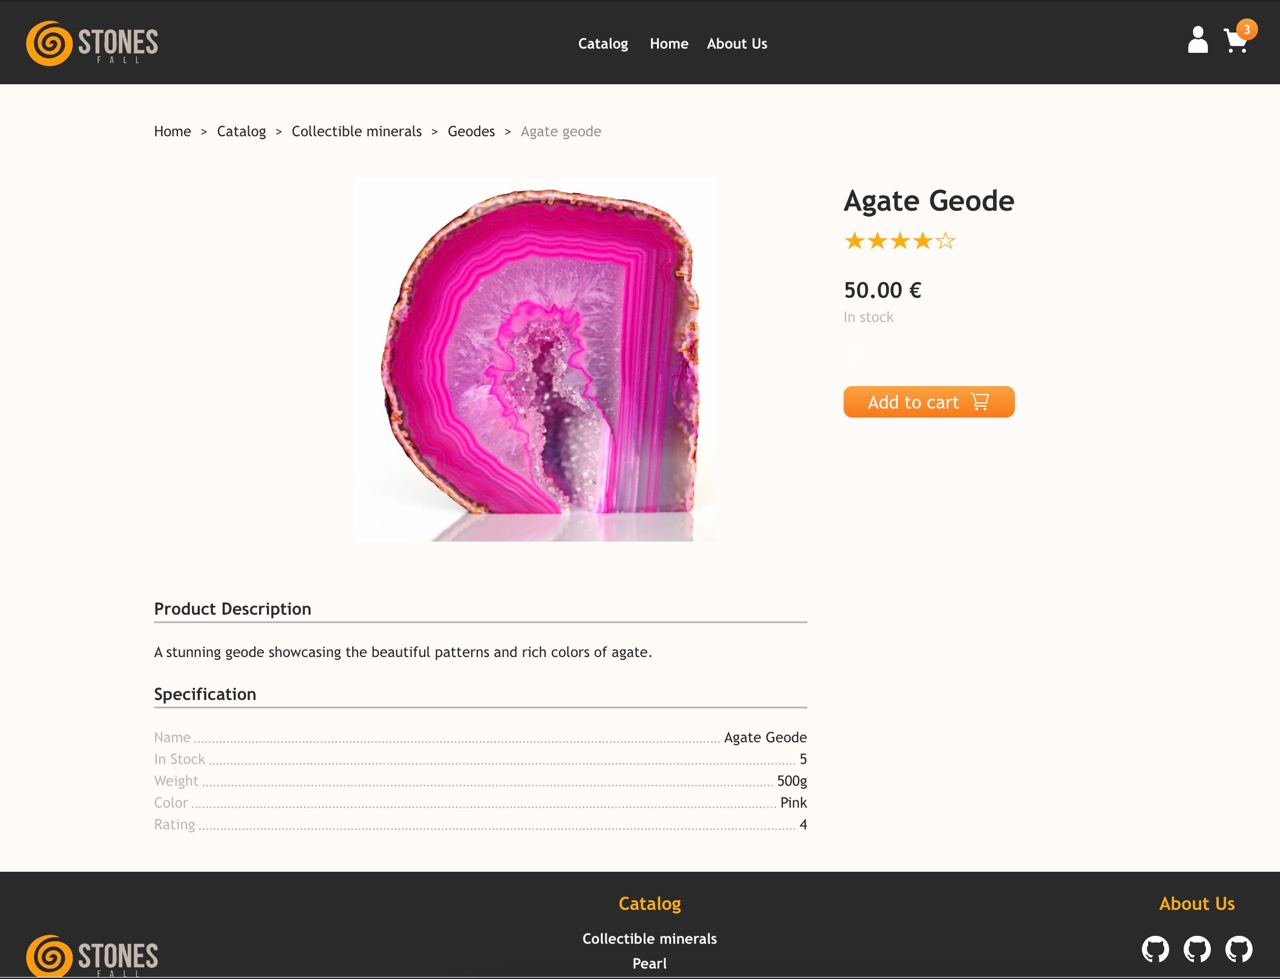 STONES
FALL
Catalog Home About Us
3
Home > Catalog > Collectible minerals > Geodes > Agate geode
Agate Geode
50.00 €
In stock
Add to cart
Product Description
A stunning geode showcasing the beautiful patterns and rich colors of agate.
Specification
Name Agate Geode
In Stock 5
Weight 500g
Color Pink
Rating 4
Catalog
About Us
Collectible minerals
STONES
FALL
Pearl